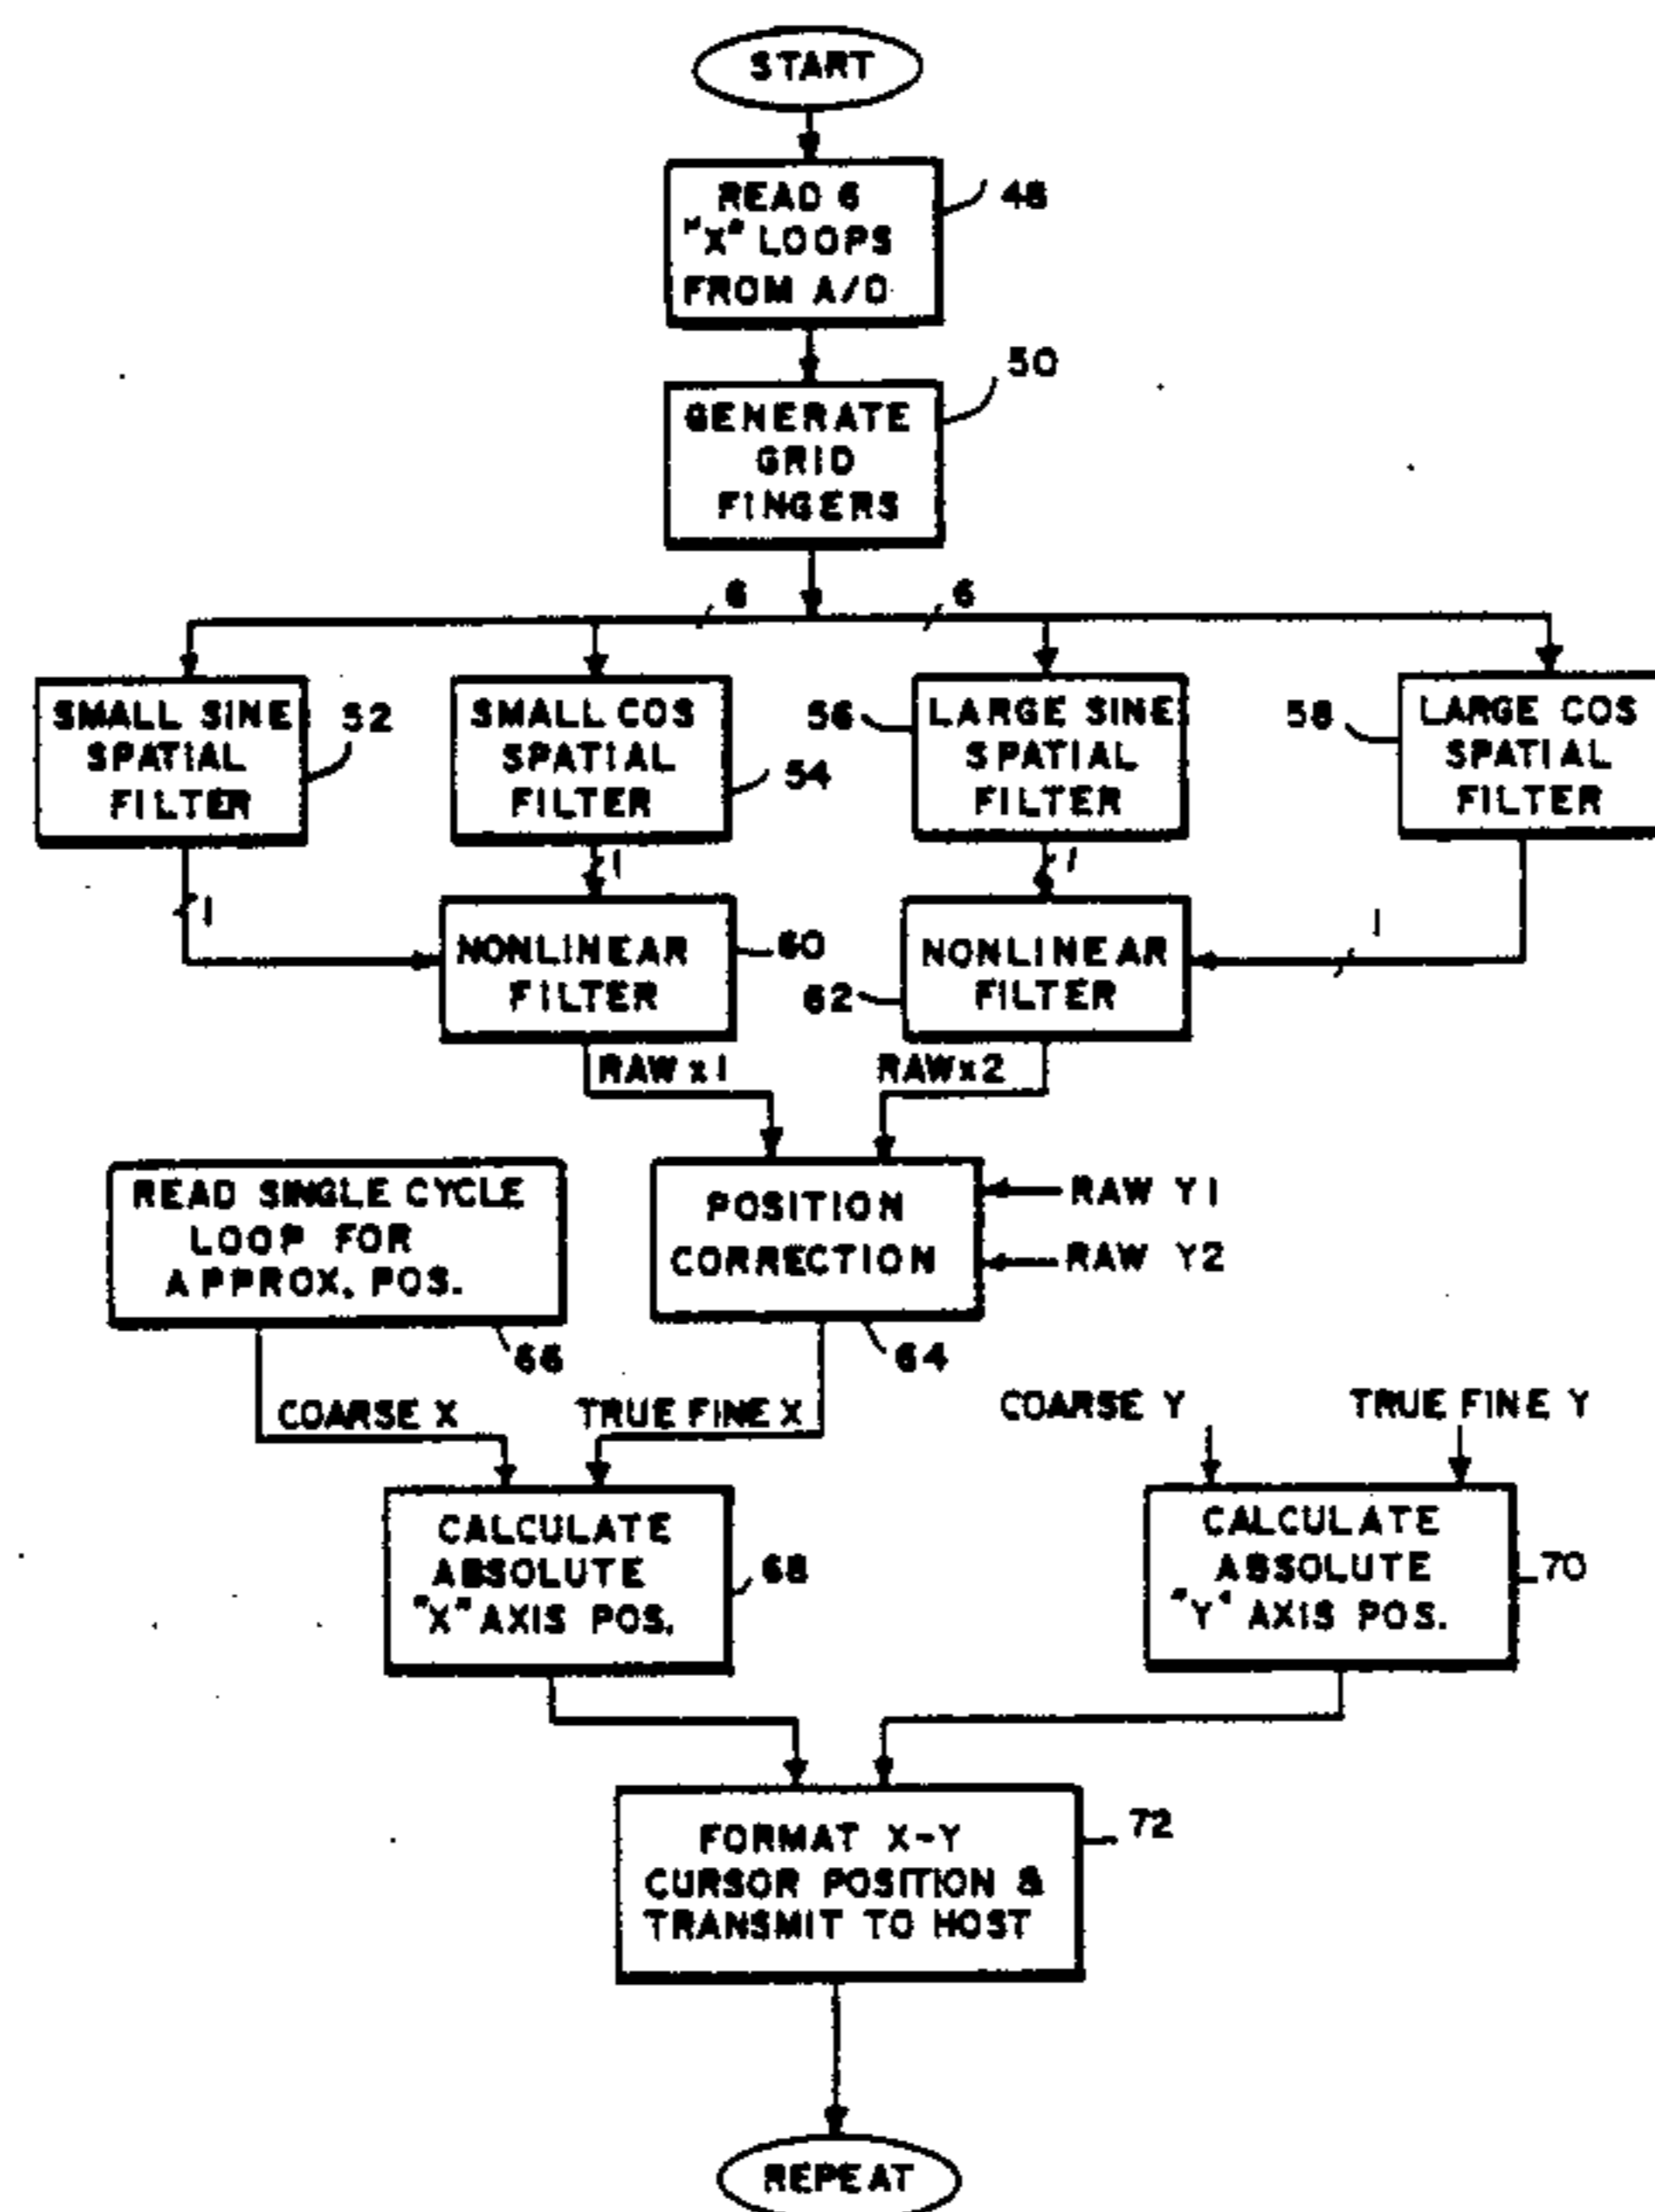 START
READ 6
"X" LOOPS
FROM A/D
48
GENERATE
GRID
FINGERS
50
6
6
SMALL SINE
SPATIAL
FILTER
52
SMALL COS
SPATIAL
FILTER
54
56
LARGE SINE
SPATIAL
FILTER
58
LARGE COS
SPATIAL
FILTER
1
1
1
1
NONLINEAR
FILTER
60
62
NONLINEAR
FILTER
RAW x1
RAW x2
READ SINGLE CYCLE
LOOP FOR
APPROX. POS.
66
POSITION
CORRECTION
64
RAW Y1
RAW Y2
COARSE X
TRUE FINE X
COARSE Y
TRUE FINE Y
CALCULATE
ABSOLUTE
"X" AXIS POS.
68
CALCULATE
ABSOLUTE
"Y" AXIS POS.
70
FORMAT X-Y
CURSOR POSITION &
TRANSMIT TO HOST
72
REPEAT